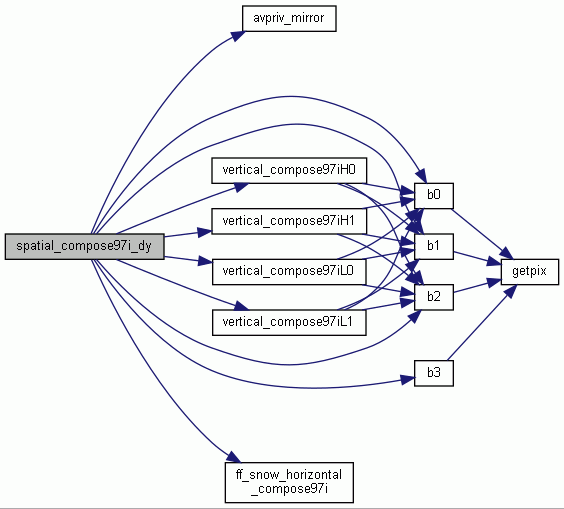 avpriv_mirror
vertical_compose97iH0
b0
vertical_compose97iH1
spatial_compose97i_dy
b1
vertical_compose97iL0
getpix
b2
vertical_compose97iL1
b3
ff_snow_horizontal
_compose97i